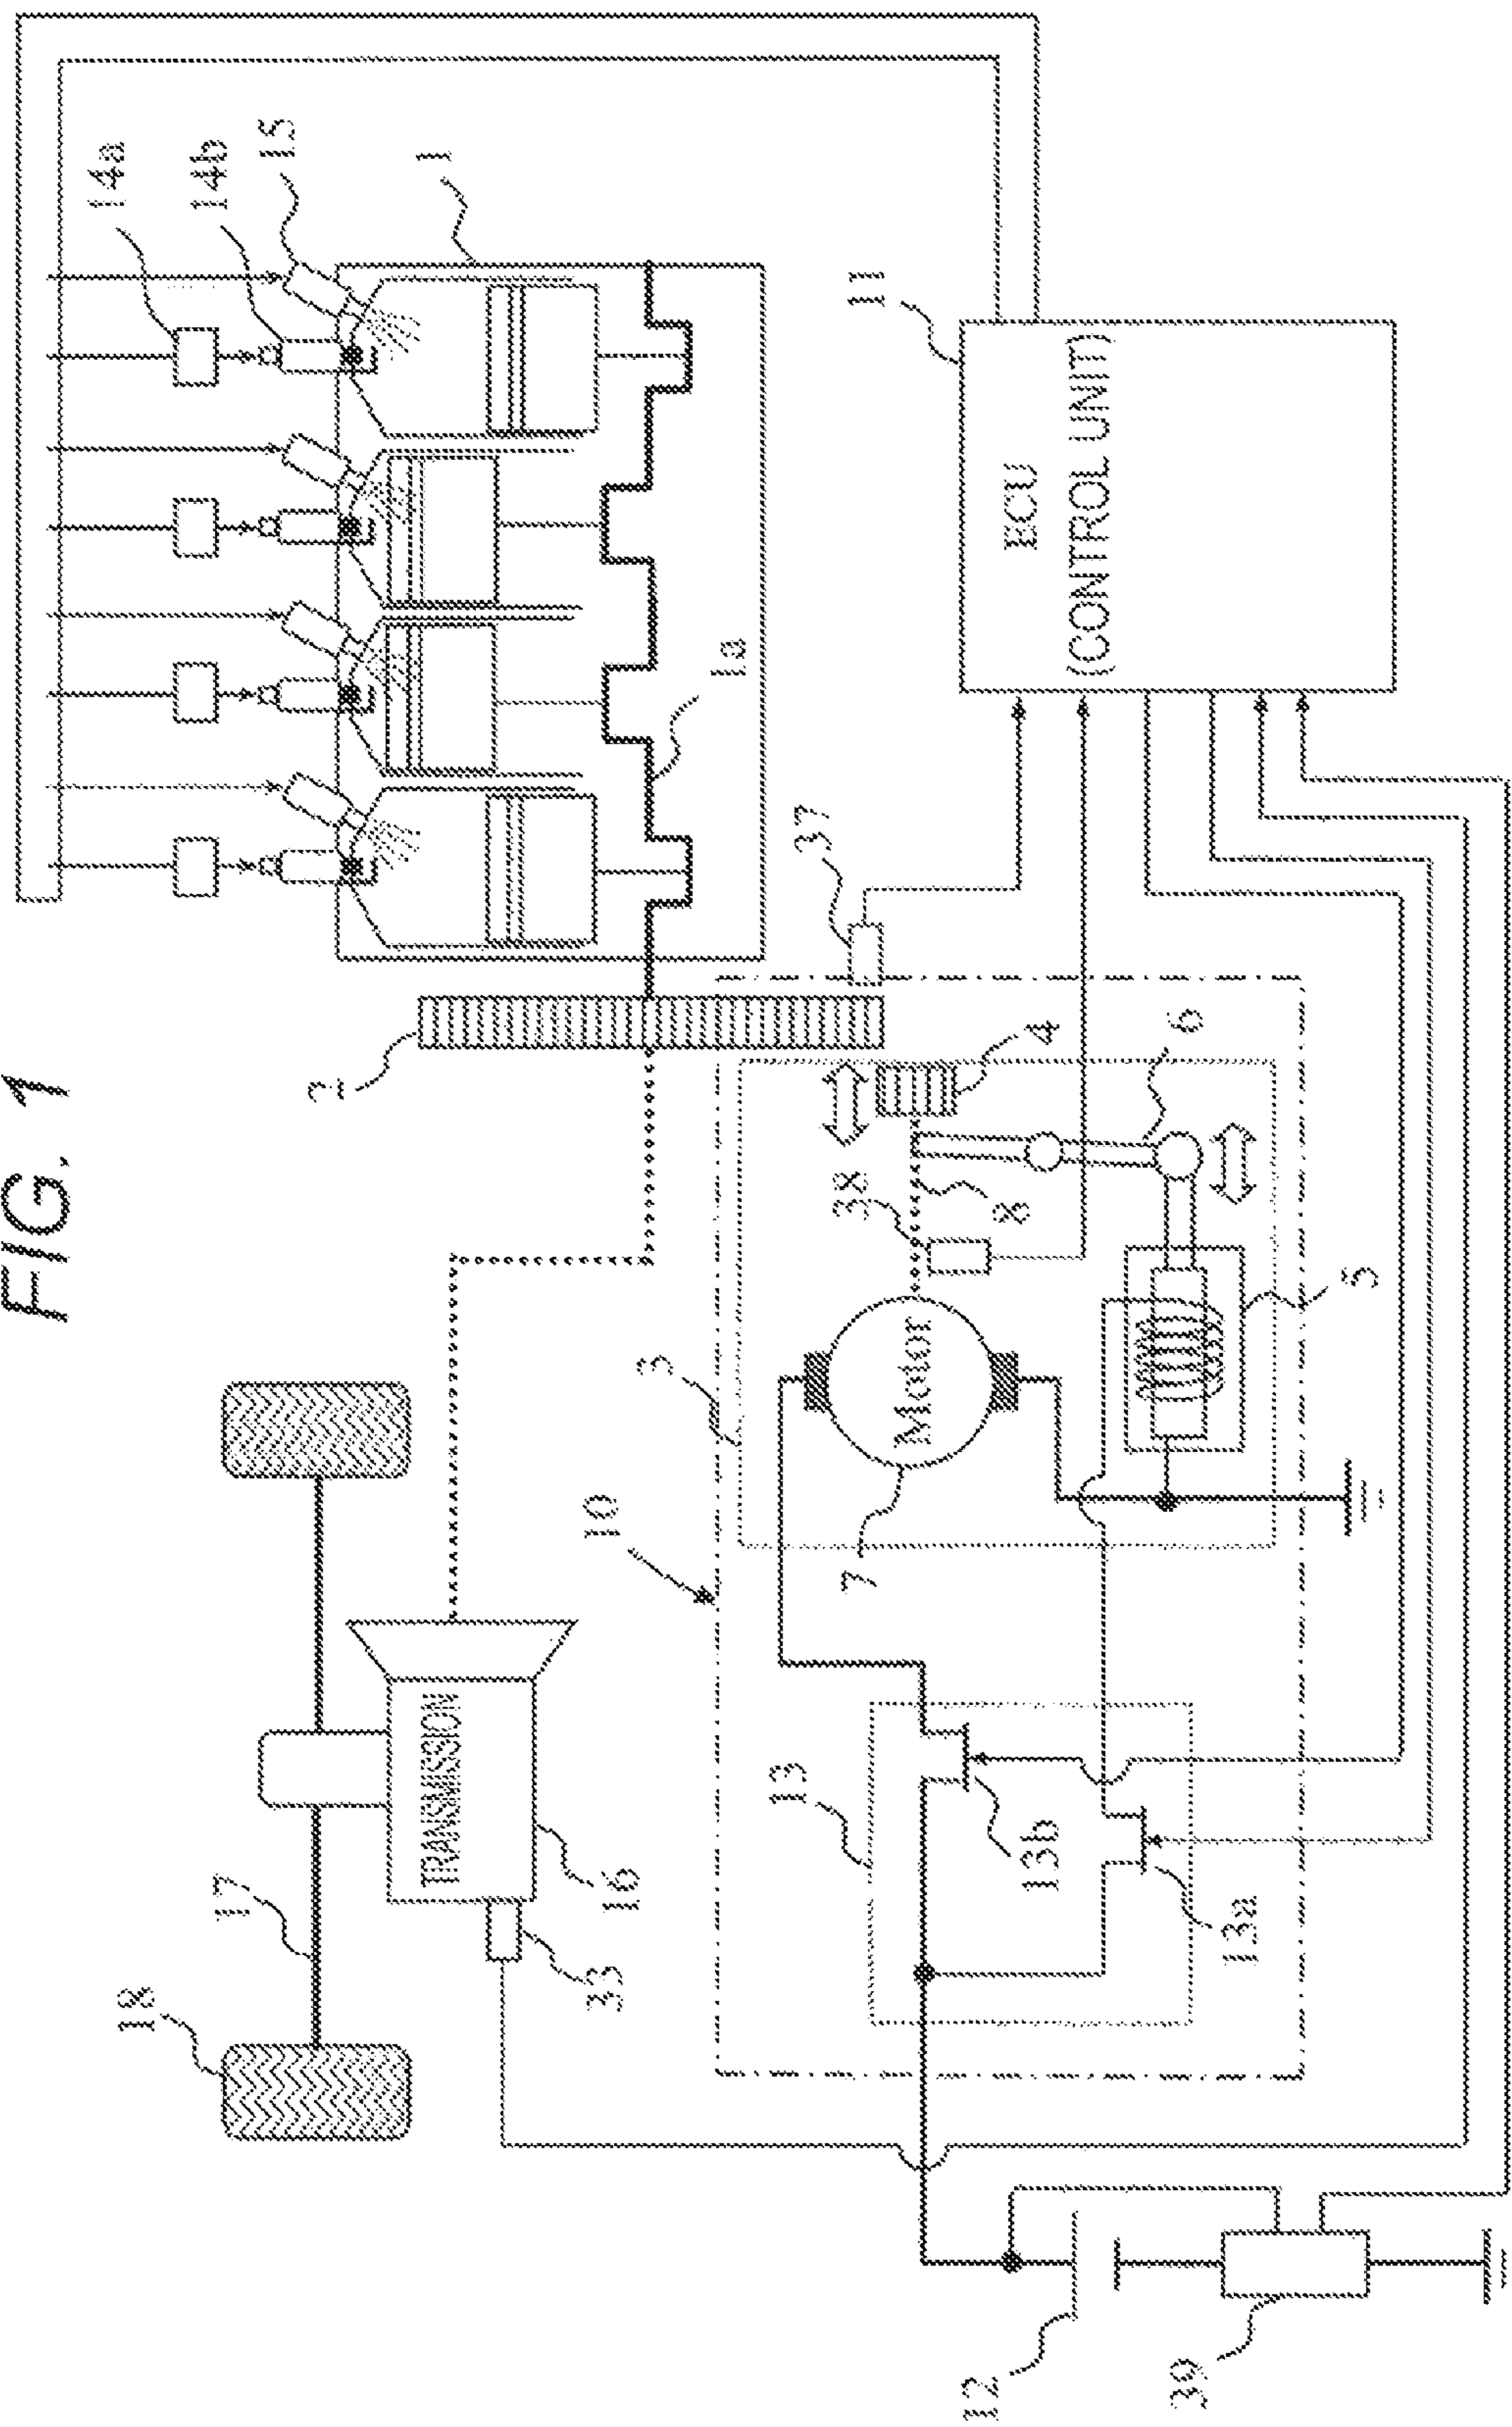 FIG. 1
18
17
TRANSMISSION
16
33
2
14a
14b
15
1
1a
10
3
37
11
ECU
(CONTROL UNIT)
13
13b
13a
7
Motor
38
8
4
6
5
12
39